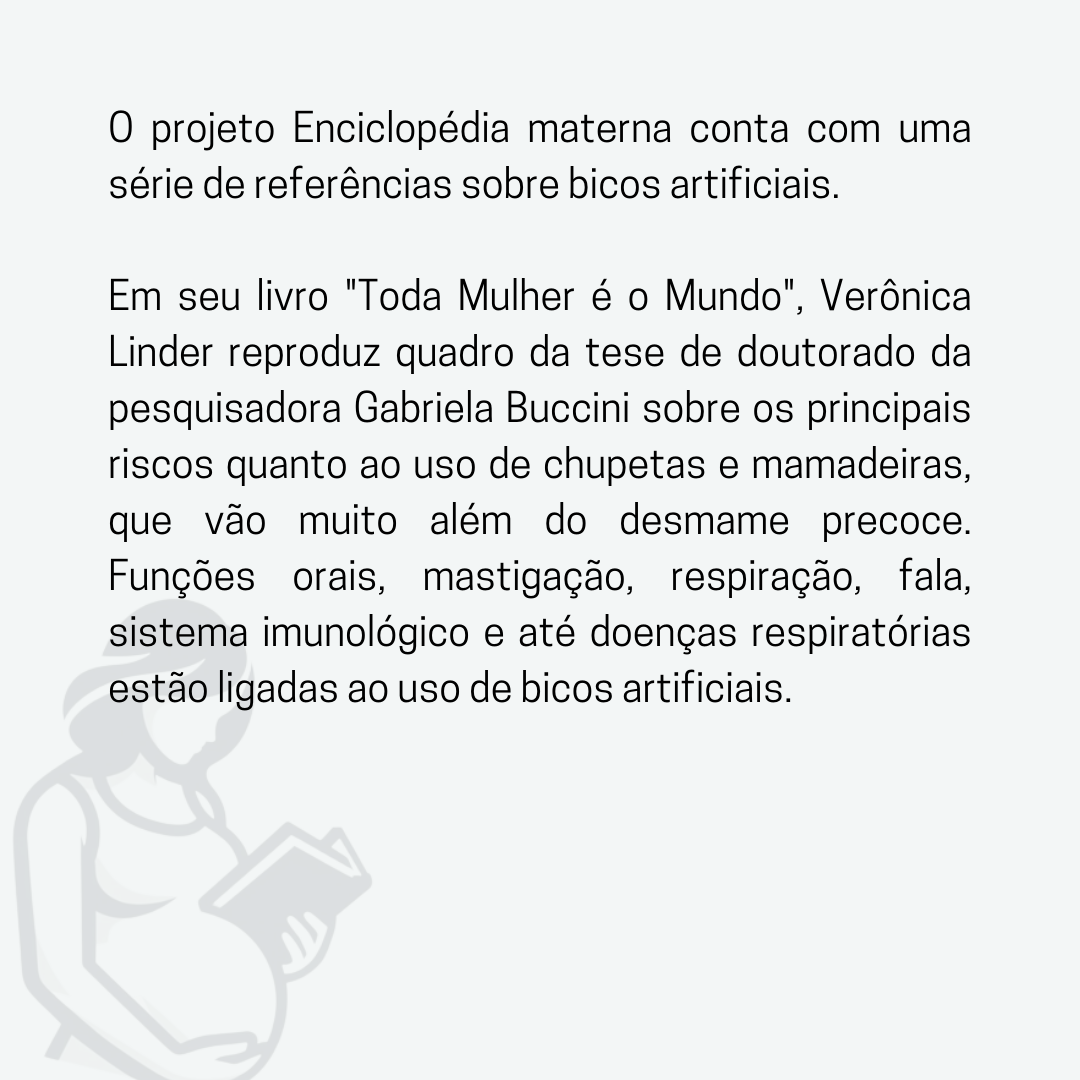 O projeto Enciclopédia materna conta com uma
série de referências sobre bicos artificiais.
Em seu livro "Toda Mulher é o Mundo", Verônica
Linder reproduz quadro da tese de doutorado da
pesquisadora Gabriela Buccini sobre os principais
riscos quanto ao uso de chupetas e mamadeiras,
que vão muito além do desmame precoce.
Funções orais, mastigação, respiração, fala,
sistema imunológico e até doenças respiratórias
estão ligadas ao uso de bicos artificiais.